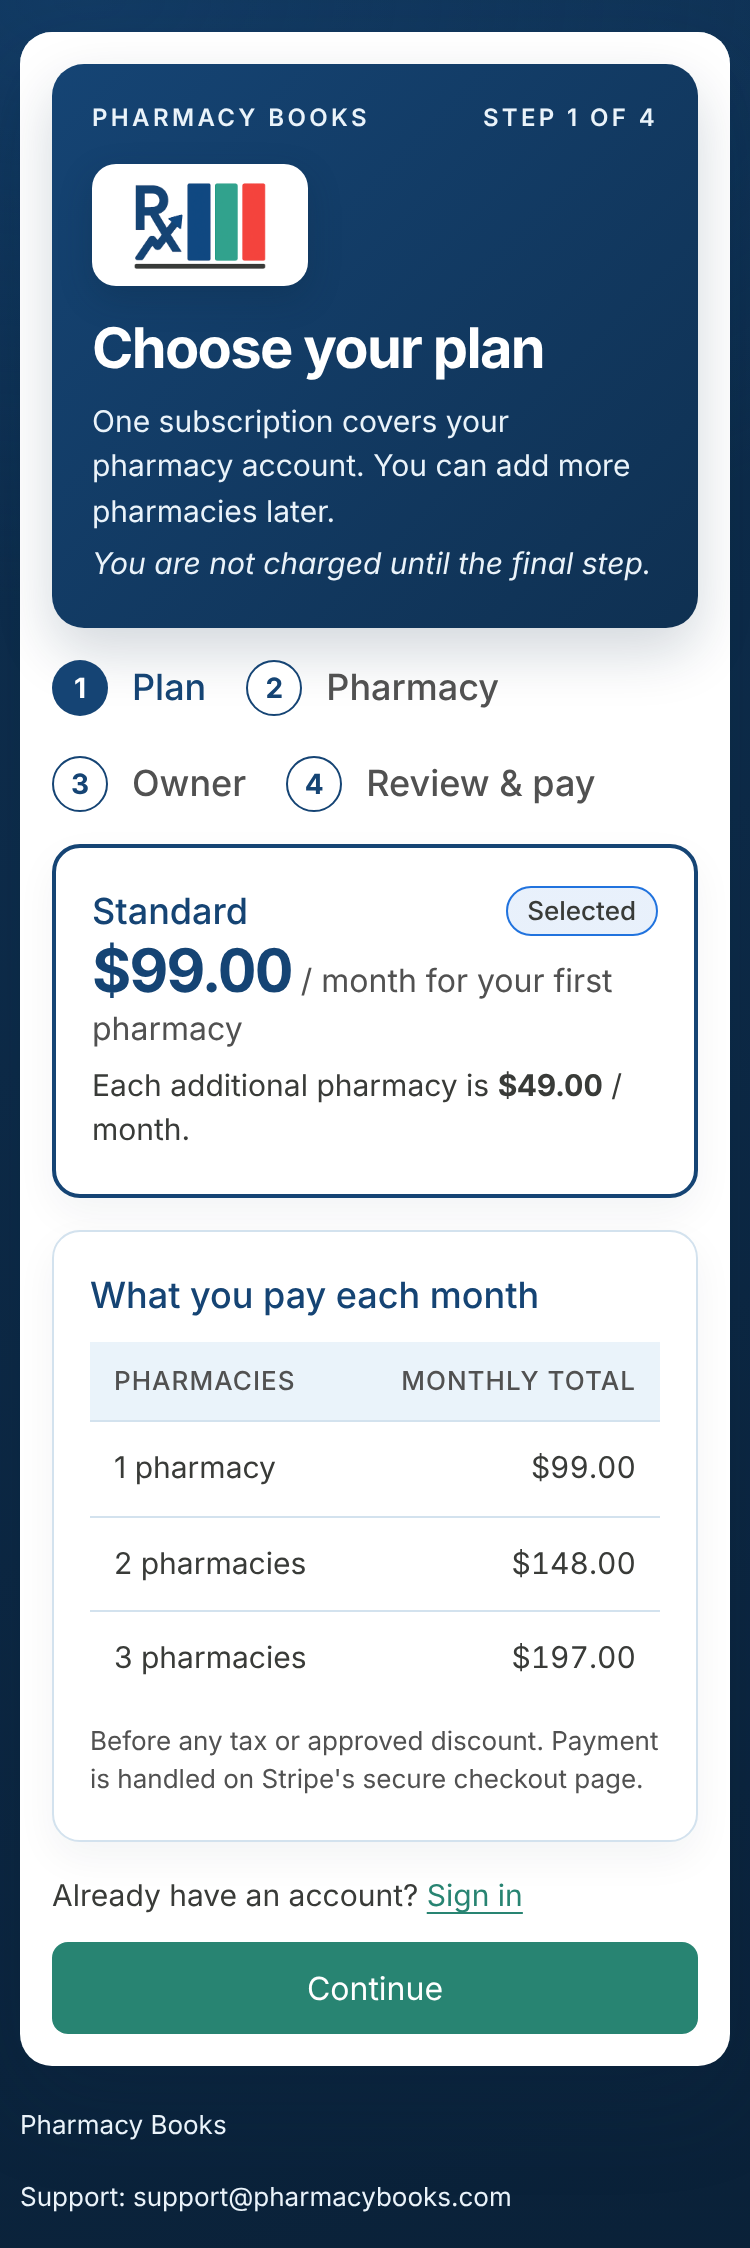 PHARMACY BOOKS
STEP 1 OF 4
Rx
Choose your plan
One subscription covers your
pharmacy account. You can add more
pharmacies later.
You are not charged until the final step.
1 Plan 2 Pharmacy
3 Owner 4 Review & pay
Standard
Selected
$99.00 / month for your first
pharmacy
Each additional pharmacy is $49.00 /
month.
What you pay each month
PHARMACIES MONTHLY TOTAL
1 pharmacy $99.00
2 pharmacies $148.00
3 pharmacies $197.00
Before any tax or approved discount. Payment
is handled on Stripe's secure checkout page.
Already have an account? Sign in
Continue
Pharmacy Books
Support: support@pharmacybooks.com